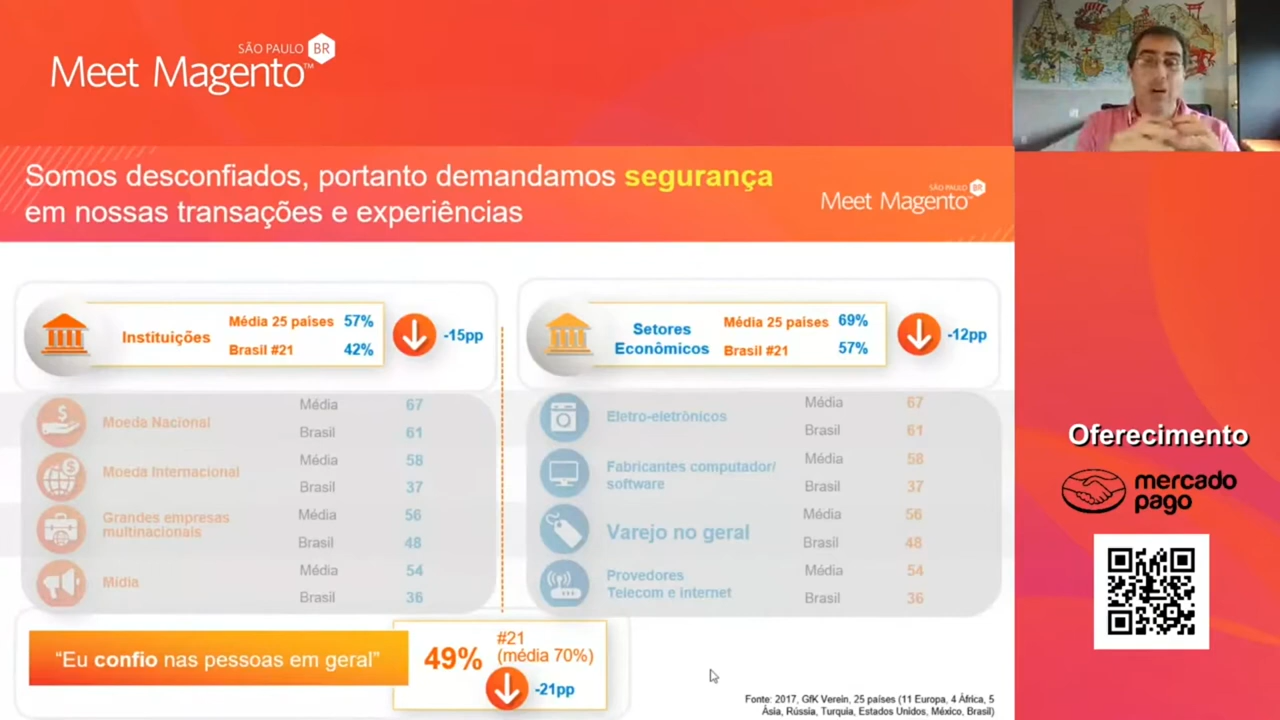 SÃO PAULO BR
Meet Magento™
Somos desconfiados, portanto demandamos segurança
em nossas transações e experiências
SÃO PAULO BR
Meet Magento™
Instituições
Média 25 países 57%
Brasil #21 42%
-15pp
Moeda Nacional
Média 67
Brasil 61
Moeda Internacional
Média 58
Brasil 37
Grandes empresas
multinacionais
Média 56
Brasil 48
Mídia
Média 54
Brasil 36
Setores
Econômicos
Média 25 países 69%
Brasil #21 57%
-12pp
Eletro-eletrônicos
Média 67
Brasil 61
Fabricantes computador/
software
Média 58
Brasil 37
Varejo no geral
Média 56
Brasil 48
Provedores
Telecom e internet
Média 54
Brasil 36
“Eu confio nas pessoas em geral”
49%
#21
(média 70%)
-21pp
Fonte: 2017, GfK Verein, 25 países (11 Europa, 4 África, 5
Ásia, Rússia, Turquia, Estados Unidos, México, Brasil)
Oferecimento
mercado
pago